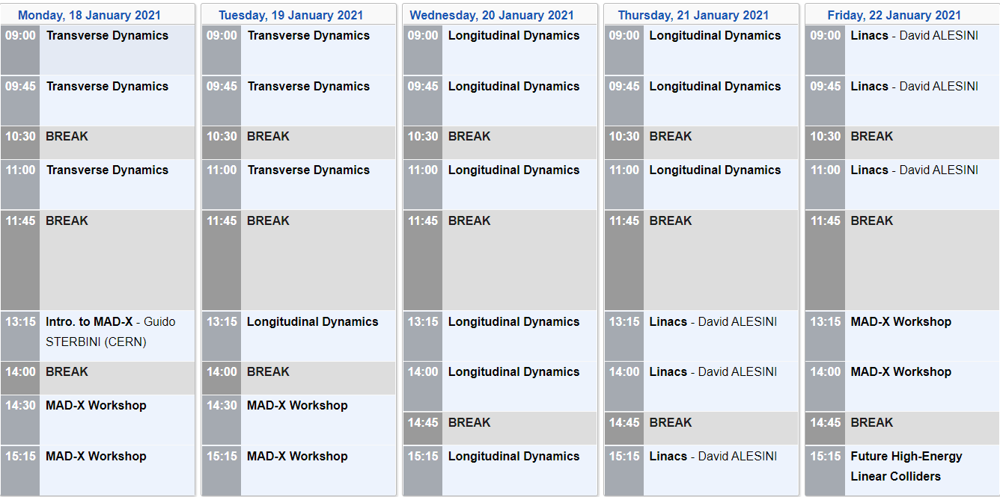 Monday, 18 January 2021
09:00 Transverse Dynamics
09:45 Transverse Dynamics
10:30 BREAK
11:00 Transverse Dynamics
11:45 BREAK
13:15 Intro. to MAD-X - Guido
STERBINI (CERN)
14:00 BREAK
14:30 MAD-X Workshop
15:15 MAD-X Workshop
Tuesday, 19 January 2021
09:00 Transverse Dynamics
09:45 Transverse Dynamics
10:30 BREAK
11:00 Transverse Dynamics
11:45 BREAK
13:15 Longitudinal Dynamics
14:00 BREAK
14:30 MAD-X Workshop
15:15 MAD-X Workshop
Wednesday, 20 January 2021
09:00 Longitudinal Dynamics
09:45 Longitudinal Dynamics
10:30 BREAK
11:00 Longitudinal Dynamics
11:45 BREAK
13:15 Longitudinal Dynamics
14:00 Longitudinal Dynamics
14:45 BREAK
15:15 Longitudinal Dynamics
Thursday, 21 January 2021
09:00 Longitudinal Dynamics
09:45 Longitudinal Dynamics
10:30 BREAK
11:00 Longitudinal Dynamics
11:45 BREAK
13:15 Linacs - David ALESINI
14:00 Linacs - David ALESINI
14:45 BREAK
15:15 Linacs - David ALESINI
Friday, 22 January 2021
09:00 Linacs - David ALESINI
09:45 Linacs - David ALESINI
10:30 BREAK
11:00 Linacs - David ALESINI
11:45 BREAK
13:15 MAD-X Workshop
14:00 MAD-X Workshop
14:45 BREAK
15:15 Future High-Energy
Linear Colliders